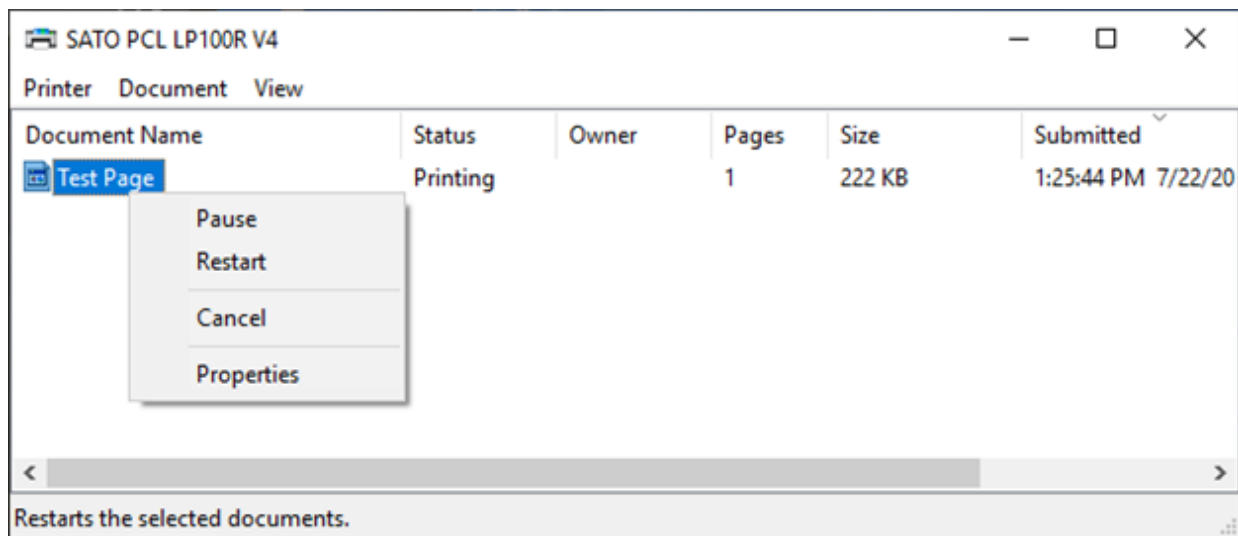 SATO PCL LP100R V4
Printer Document View
Document Name Status Owner Pages Size Submitted
Test Page Printing 1 222 KB 1:25:44 PM 7/22/20
Pause
Restart
Cancel
Properties
Restarts the selected documents.